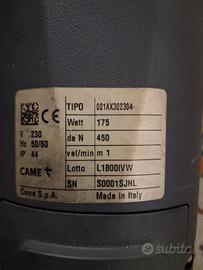 TIPO 001AX302304
Watt 175
V 230 da N 450
Hz 50/60
IP 44 vel/min m 1
CAME Lotto L1800IVW
SN S0001SJNL
Came S.p.A. Made in Italy
subito